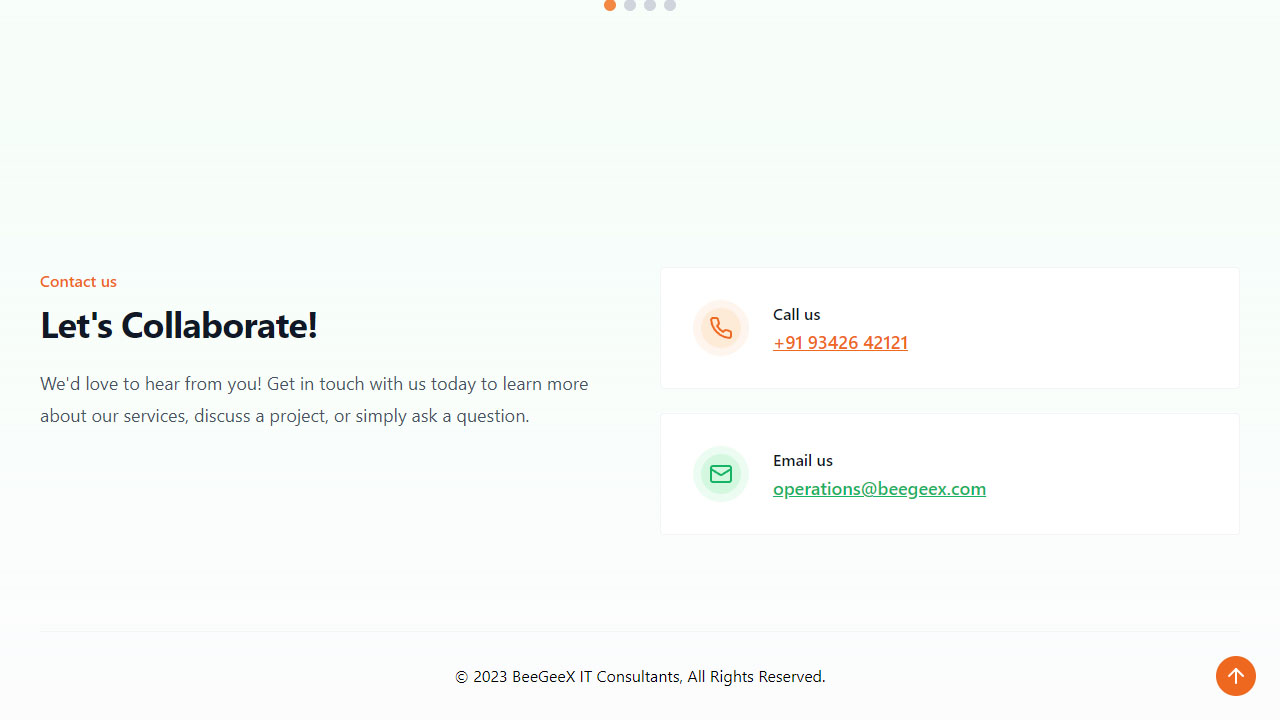 Contact us
Let's Collaborate!
We'd love to hear from you! Get in touch with us today to learn more
about our services, discuss a project, or simply ask a question.
Call us
+91 93426 42121
Email us
operations@beegeex.com
© 2023 BeeGeeX IT Consultants, All Rights Reserved.